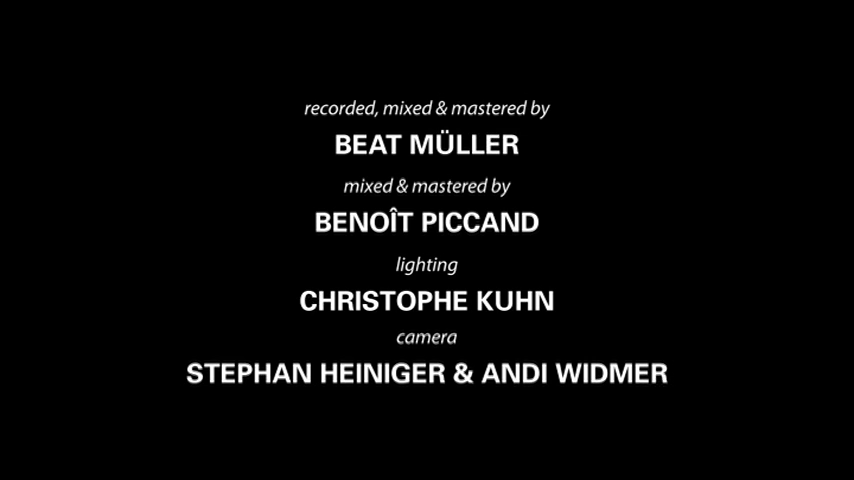 recorded, mixed & mastered by
BEAT MÜLLER
mixed & mastered by
BENOÎT PICCAND
lighting
CHRISTOPHE KUHN
camera
STEPHAN HEINIGER & ANDI WIDMER